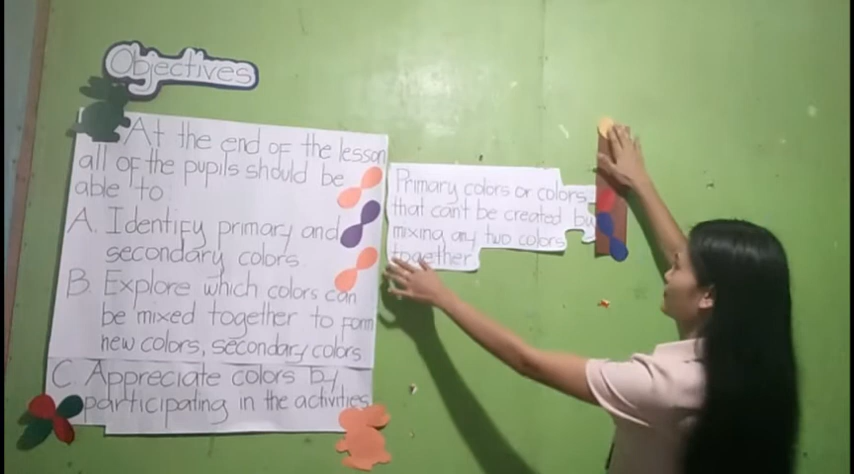 Objectives
At the end of the lesson
all of the pupils should be
able to
A. Identify primary and
secondary colors.
B. Explore which colors can
be mixed together to form
new colors, secondary colors
C. Appreciate colors by
participating in the activities.
Primary colors or colors
that can't be created by
mixing any two colors
together.